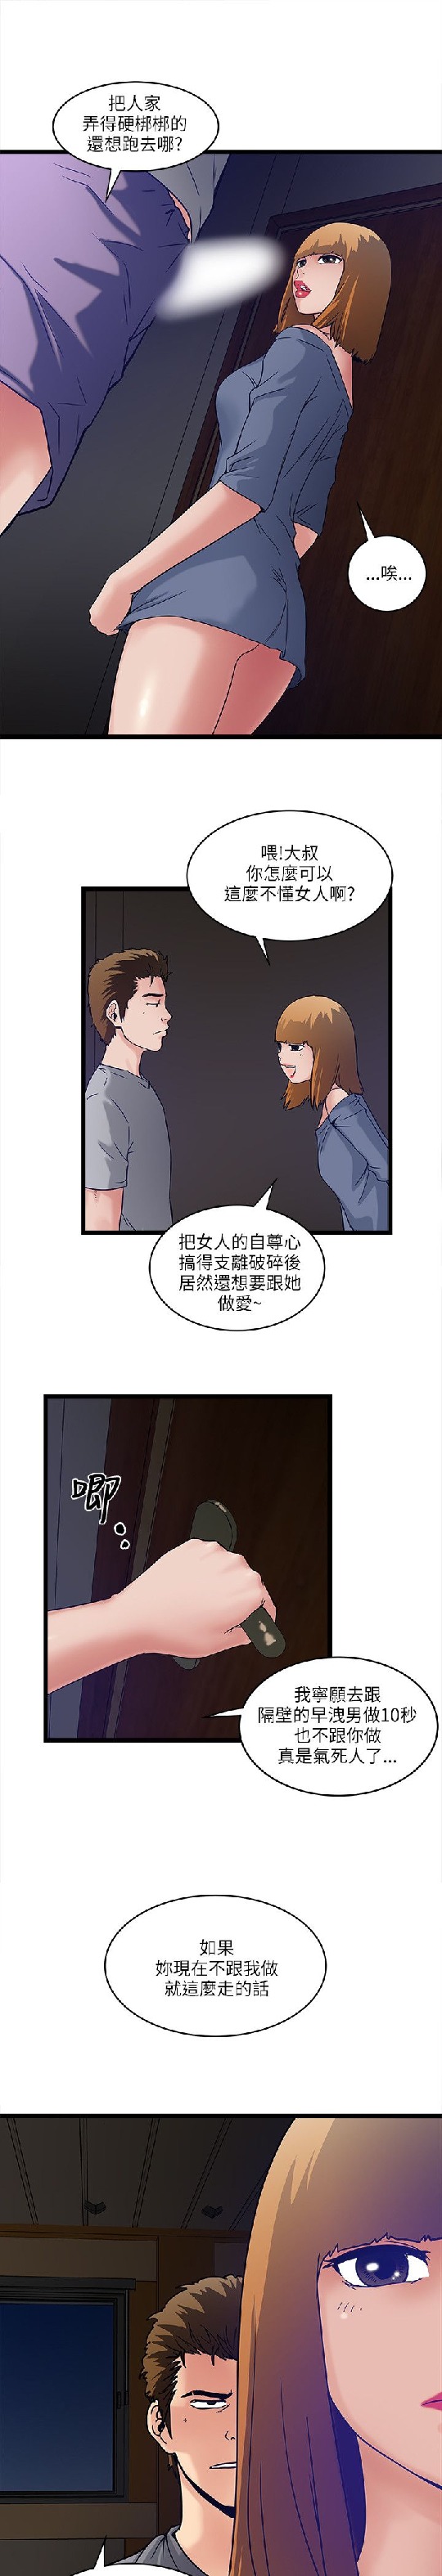 把人家
弄得硬梆梆的
還想跑去哪?
...唉...
喂!大叔
你怎麼可以
這麼不懂女人啊?
把女人的自尊心
搞得支離破碎後
居然還想要跟她
做愛~
唧..
我寧願去跟
隔壁的早洩男做10秒
也不跟你做
真是氣死人了...
如果
妳現在不跟我做
就這麼走的話